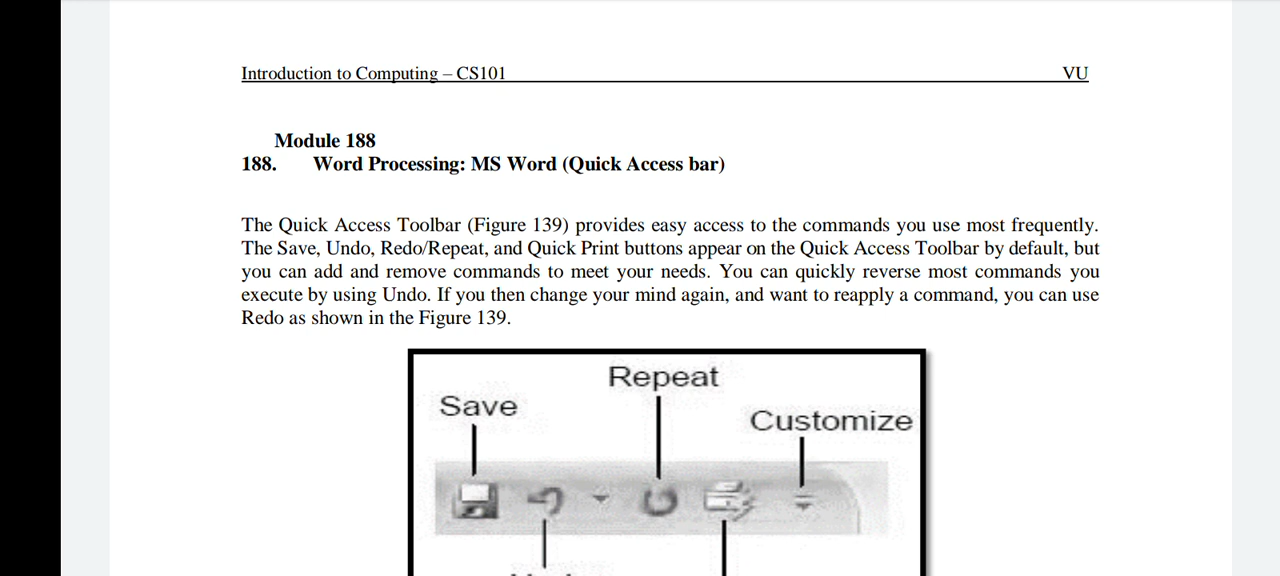 Introduction to Computing – CS101 VU
Module 188
188. Word Processing: MS Word (Quick Access bar)
The Quick Access Toolbar (Figure 139) provides easy access to the commands you use most frequently.
The Save, Undo, Redo/Repeat, and Quick Print buttons appear on the Quick Access Toolbar by default, but
you can add and remove commands to meet your needs. You can quickly reverse most commands you
execute by using Undo. If you then change your mind again, and want to reapply a command, you can use
Redo as shown in the Figure 139.
Repeat
Save
Customize